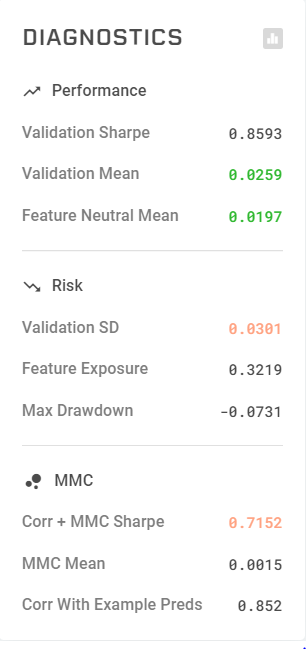 DIAGNOSTICS
Performance
Validation Sharpe 0.8593
Validation Mean 0.0259
Feature Neutral Mean 0.0197
Risk
Validation SD 0.0301
Feature Exposure 0.3219
Max Drawdown -0.0731
MMC
Corr + MMC Sharpe 0.7152
MMC Mean 0.0015
Corr With Example Preds 0.852